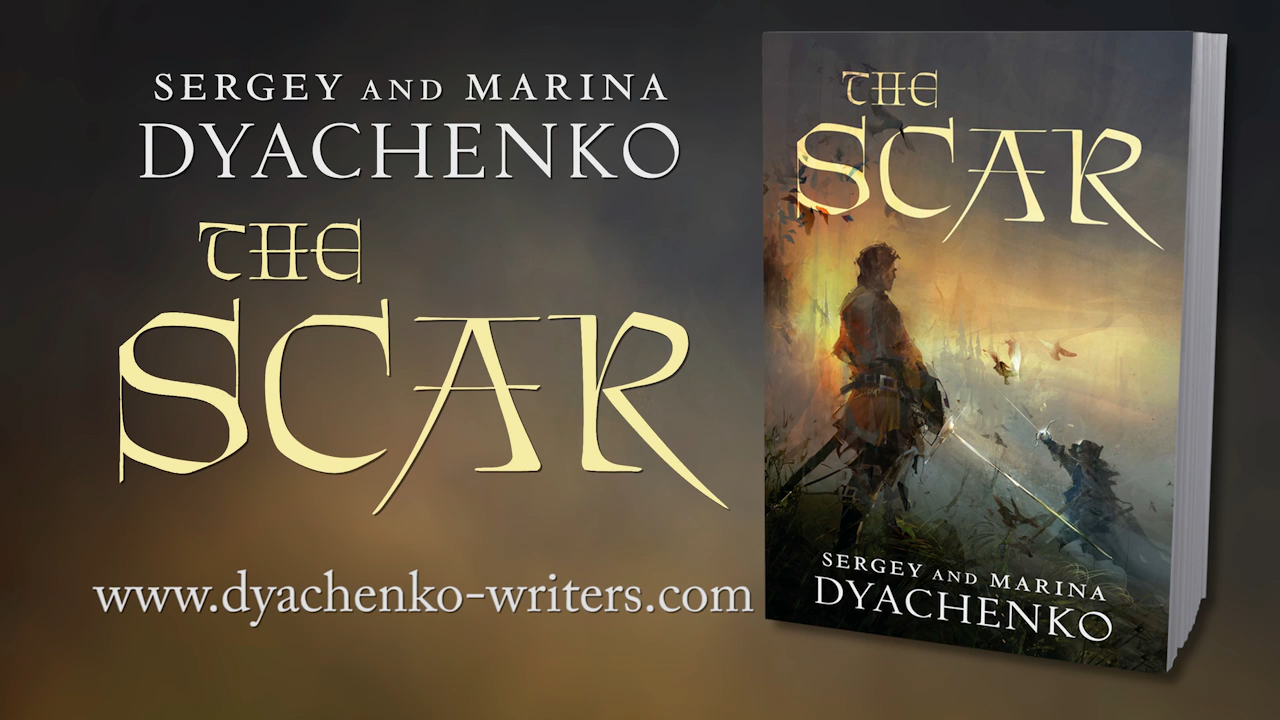 SERGEY AND MARINA
DYACHENKO
THE
SCAR
www.dyachenko-writers.com
THE
SCAR
SERGEY AND MARINA
DYACHENKO